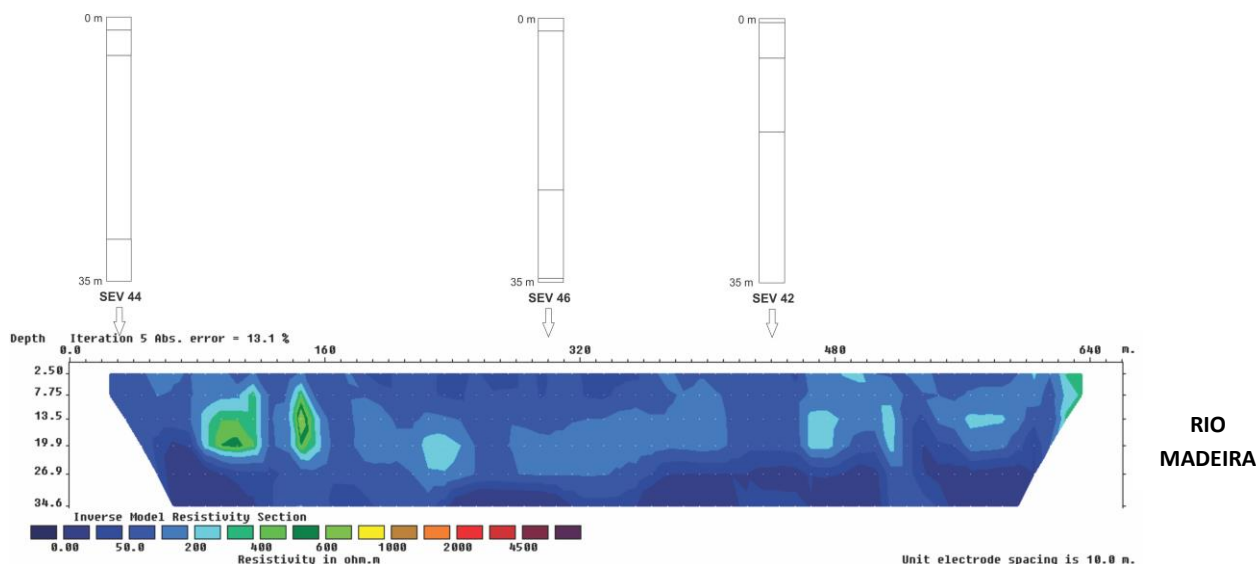 0 m
0 m
0 m
35 m
35 m
35 m
SEV 44
SEV 46
SEV 42
Depth Iteration 5 Abs. error = 13.1 %
0.0 160 320 480 640 m.
2.50
7.75
13.5
19.9
26.9
34.6
RIO
MADEIRA
Inverse Model Resistivity Section
0.00 50.0 200 400 600 1000 2000 4500
Resistivity in ohm.m
Unit electrode spacing is 10.0 m.